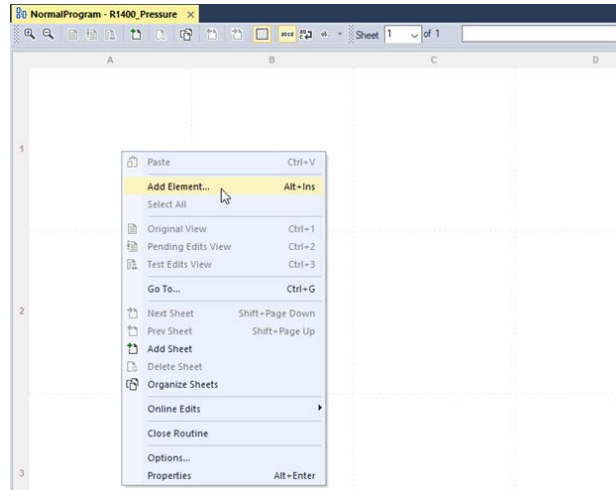 NormalProgram - R1400_Pressure ×
Sheet 1 of 1
A B C D
1
Paste Ctrl+V
Add Element... Alt+Ins
Select All
Original View Ctrl+1
Pending Edits View Ctrl+2
Test Edits View Ctrl+3
Go To... Ctrl+G
2
Next Sheet Shift+Page Down
Prev Sheet Shift+Page Up
Add Sheet
Delete Sheet
Organize Sheets
Online Edits
Close Routine
Options...
3
Properties Alt+Enter